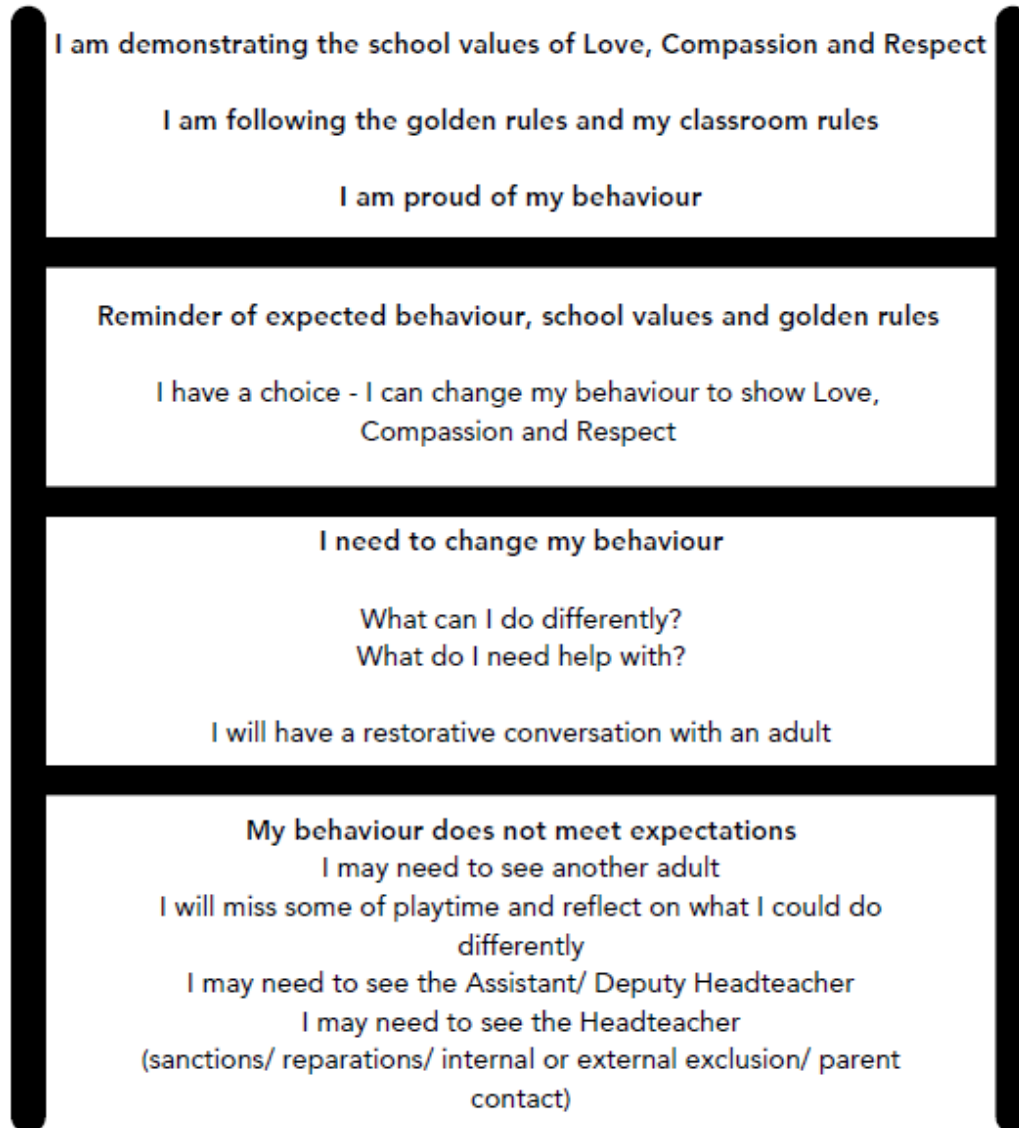 I am demonstrating the school values of Love, Compassion and Respect
I am following the golden rules and my classroom rules
I am proud of my behaviour
Reminder of expected behaviour, school values and golden rules
I have a choice - I can change my behaviour to show Love,
Compassion and Respect
I need to change my behaviour
What can I do differently?
What do I need help with?
I will have a restorative conversation with an adult
My behaviour does not meet expectations
I may need to see another adult
I will miss some of playtime and reflect on what I could do
differently
I may need to see the Assistant/ Deputy Headteacher
I may need to see the Headteacher
(sanctions/ reparations/ internal or external exclusion/ parent
contact)